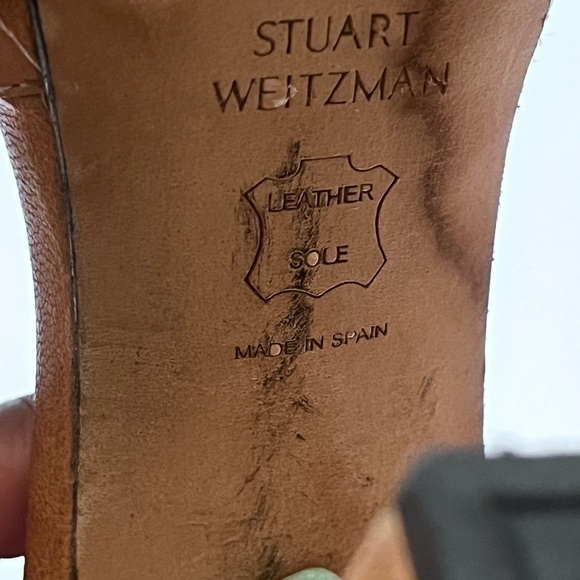 STUART
WEITZMAN
LEATHER
SOLE
MADE IN SPAIN